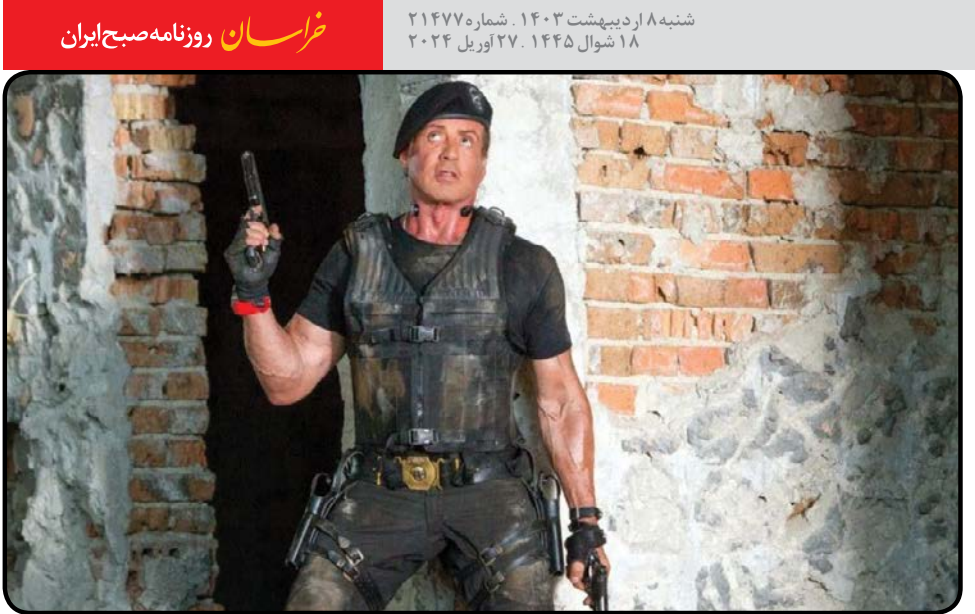 خراسان روزنامه صبح ایران
شنبه ۸ اردیبهشت ۱۴۰۳ . شماره ۲۱۴۷۷
۱۸ شوال ۱۴۴۵ . ۲۷ آوریل ۲۰۲۴